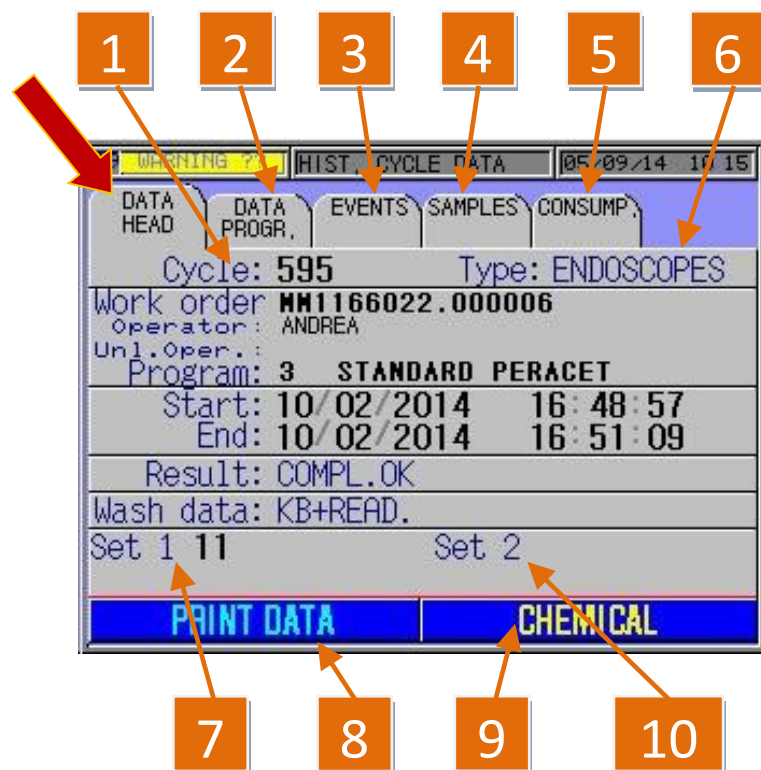 1 2 3 4 5 6
WARNING ?? HIST. CYCLE DATA 05/09/14 10 15
DATA HEAD DATA PROGR. EVENTS SAMPLES CONSUMP.
Cycle: 595 Type: ENDOSCOPES
Work order MM1166022.000006
Operator: ANDREA
Unl.Oper.:
Program: 3 STANDARD PERACET
Start: 10/02/2014 16:48:57
End: 10/02/2014 16:51:09
Result: COMPL.OK
Wash data: KB+READ.
Set 1 11 Set 2
PRINT DATA CHEMICAL
7 8 9 10